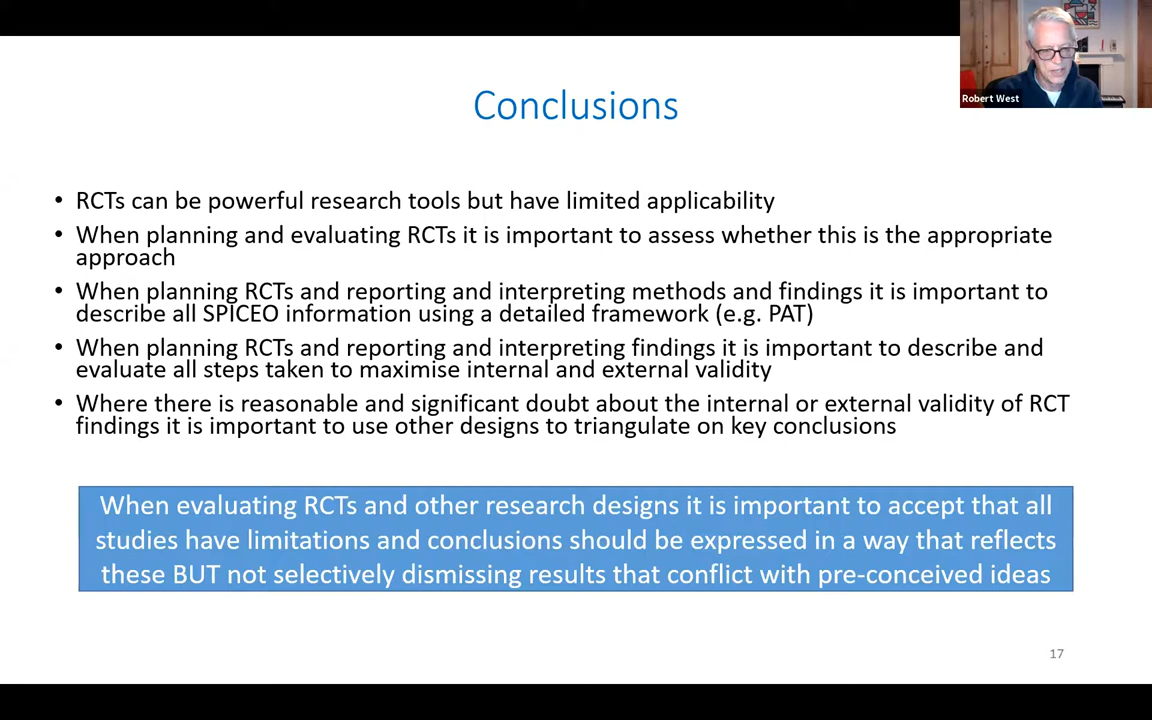 Robert West
Conclusions
• RCTs can be powerful research tools but have limited applicability
• When planning and evaluating RCTs it is important to assess whether this is the appropriate
approach
• When planning RCTs and reporting and interpreting methods and findings it is important to
describe all SPICEO information using a detailed framework (e.g. PAT)
• When planning RCTs and reporting and interpreting findings it is important to describe and
evaluate all steps taken to maximise internal and external validity
• Where there is reasonable and significant doubt about the internal or external validity of RCT
findings it is important to use other designs to triangulate on key conclusions
When evaluating RCTs and other research designs it is important to accept that all
studies have limitations and conclusions should be expressed in a way that reflects
these BUT not selectively dismissing results that conflict with pre-conceived ideas
17